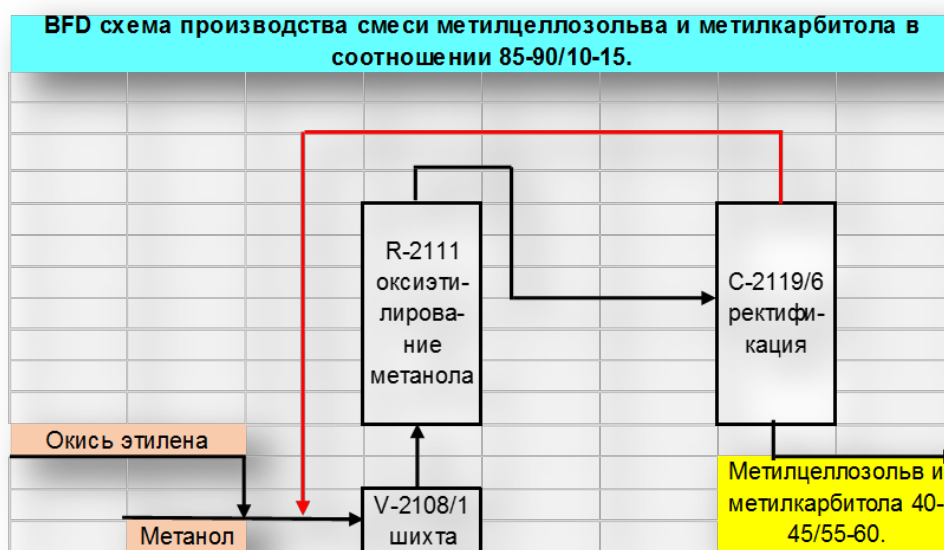 BFD схема производства смеси метилцеллозольва и метилкарбитола в
соотношении 85-90/10-15.
R-2111
оксиэти-
лирова-
ние
метанола
C-2119/6
ректифи-
кация
Окись этилена
Метанол
V-2108/1
шихта
Метилцеллозольв и
метилкарбитола 40-
45/55-60.